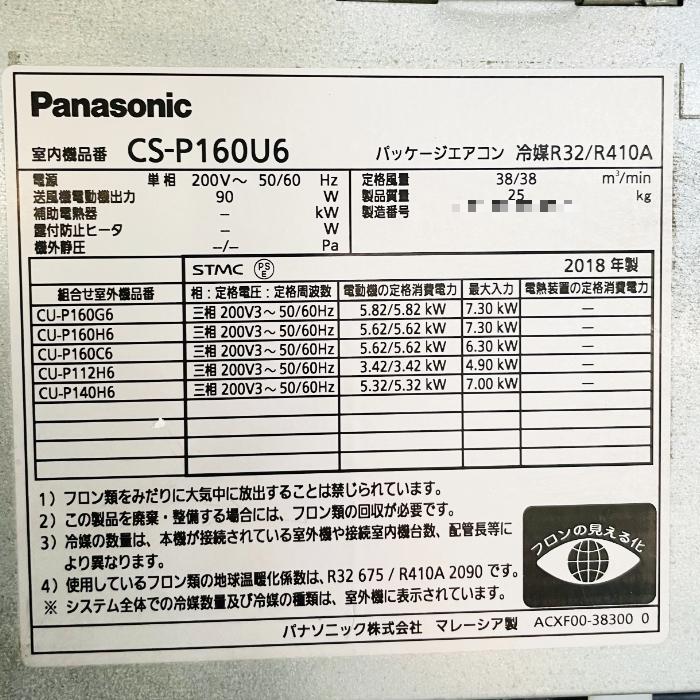 Panasonic
室内機品番 CS-P160U6 パッケージエアコン 冷媒R32/R410A
電源 単相 200V～ 50/60 Hz
送風機電動機出力 90 W
補助電熱器 － kW
露付防止ヒータ － W
機外静圧 －/－ Pa
定格風量 38/38 m³/min
製品質量 25 kg
製造番号
STMC PSE 2018 年製
組合せ室外機品番 相：定格電圧：定格周波数 電動機の定格消費電力 最大入力 電熱装置の定格消費電力
CU-P160G6 三相 200V3～ 50/60Hz 5.82/5.82 kW 7.30 kW －
CU-P160H6 三相 200V3～ 50/60Hz 5.62/5.62 kW 7.30 kW －
CU-P160C6 三相 200V3～ 50/60Hz 5.62/5.62 kW 6.30 kW －
CU-P112H6 三相 200V3～ 50/60Hz 3.42/3.42 kW 4.90 kW －
CU-P140H6 三相 200V3～ 50/60Hz 5.32/5.32 kW 7.00 kW －
1）フロン類をみだりに大気中に放出することは禁じられています。
2）この製品を廃棄・整備する場合には、フロン類の回収が必要です。
3）冷媒の数量は、本機が接続されている室外機や接続室内機台数、配管長等に
より異なります。
4）使用しているフロン類の地球温暖化係数は、R32 675 / R410A 2090 です。
※ システム全体での冷媒数量及び冷媒の種類は、室外機に表示されています。
フロンの見える化
パナソニック株式会社 マレーシア製 ACXF00-38300 0